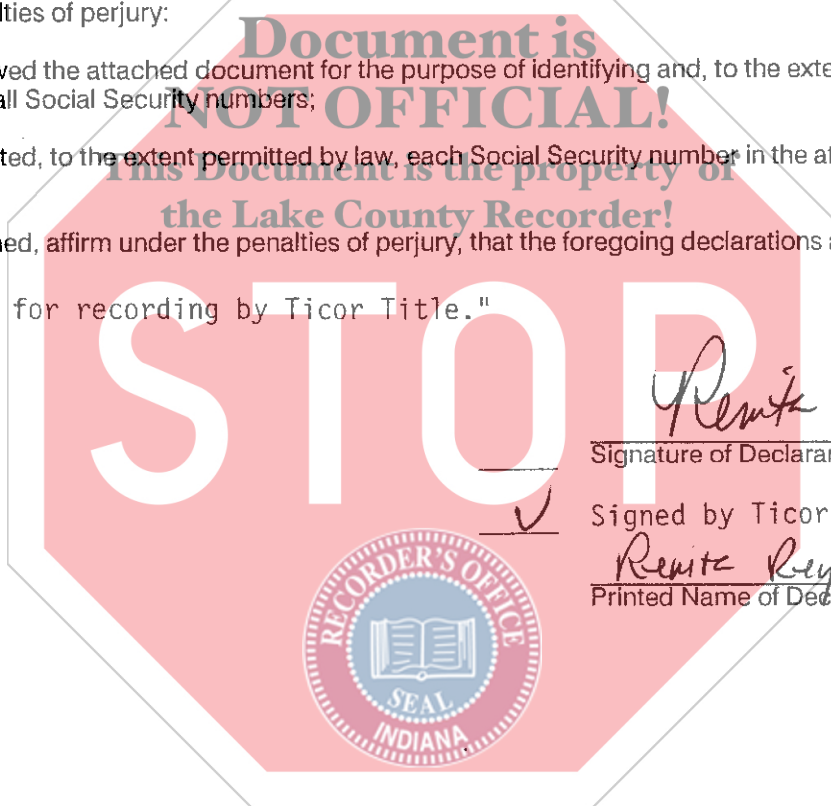 lties of perjury:
Document is
ved the attached document for the purpose of identifying and, to the exte
all Social Security numbers;
NOT OFFICIAL!
ted, to the extent permitted by law, each Social Security number in the at
This Document is the property of
the Lake County Recorder!
ned, affirm under the penalties of perjury, that the foregoing declarations a
for recording by Ticor Title."
STOP
Renita
Signature of Declaran
V Signed by Ticor
Renita Rey
Printed Name of Dec
RECORDER'S OFFICE
SEAL
INDIANA